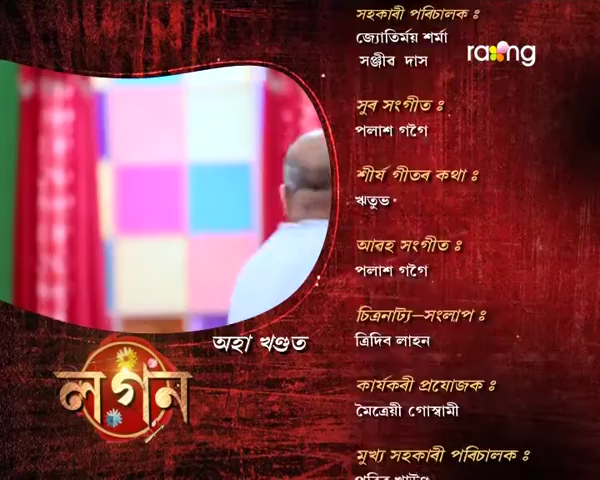 সহকাৰী পৰিচালক :
জ্যোতিৰ্ময় শৰ্মা
সঞ্জীৱ দাস
rang
সুৰ সংগীত :
পলাশ গগৈ
শীৰ্ষ গীতৰ কথা :
ঋতুভ
আৱহ সংগীত :
পলাশ গগৈ
চিত্ৰনাট্য-সংলাপ :
ত্ৰিদিব লাহন
কাৰ্যকৰী প্ৰযোজক :
মৈত্ৰেয়ী গোস্বামী
মুখ্য সহকাৰী পৰিচালক :
অহা খণ্ডত
লগন